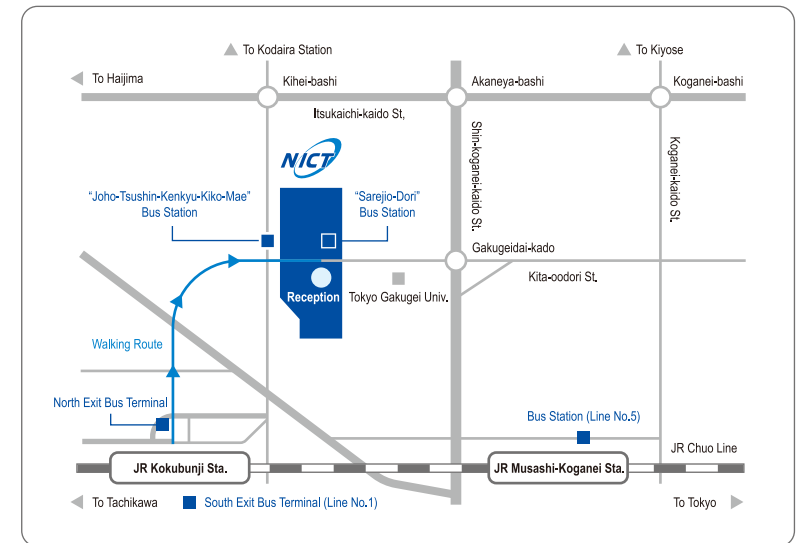 To Kodaira Station
To Kiyose
To Haijima
Kihei-bashi
Akaneya-bashi
Koganei-bashi
Itsukaichi-kaido St,
Shin-koganei-kaido St.
Koganei-kaido St.
NICT
“Joho-Tsushin-Kenkyu-Kiko-Mae”
Bus Station
“Sarejio-Dori”
Bus Station
Gakugeidai-kado
Kita-oodori St.
Reception
Tokyo Gakugei Univ.
Walking Route
North Exit Bus Terminal
Bus Station (Line No.5)
JR Chuo Line
JR Kokubunji Sta.
JR Musashi-Koganei Sta.
To Tachikawa
South Exit Bus Terminal (Line No.1)
To Tokyo